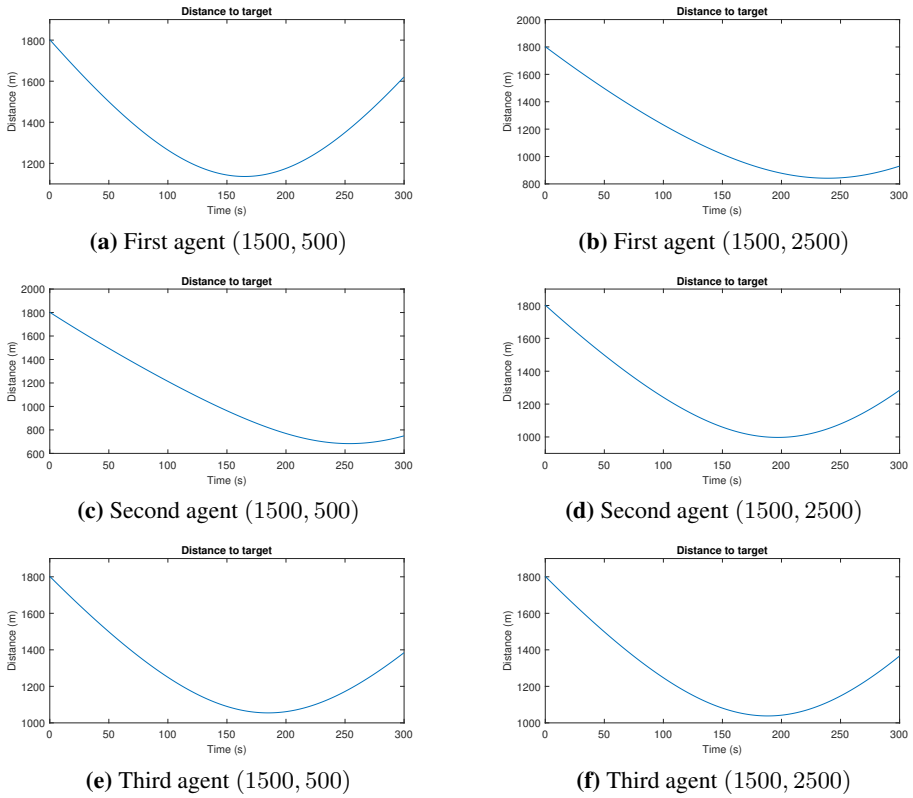 Distance to target
1800
1600
1400
1200
Distance (m)
0 50 100 150 200 250 300
Time (s)
(a) First agent (1500, 500)
Distance to target
2000
1800
1600
1400
1200
1000
800
Distance (m)
0 50 100 150 200 250 300
Time (s)
(b) First agent (1500, 2500)
Distance to target
2000
1800
1600
1400
1200
1000
800
600
Distance (m)
0 50 100 150 200 250 300
Time (s)
(c) Second agent (1500, 500)
Distance to target
1800
1600
1400
1200
1000
Distance (m)
0 50 100 150 200 250 300
Time (s)
(d) Second agent (1500, 2500)
Distance to target
1800
1600
1400
1200
1000
Distance (m)
0 50 100 150 200 250 300
Time (s)
(e) Third agent (1500, 500)
Distance to target
1800
1600
1400
1200
1000
Distance (m)
0 50 100 150 200 250 300
Time (s)
(f) Third agent (1500, 2500)